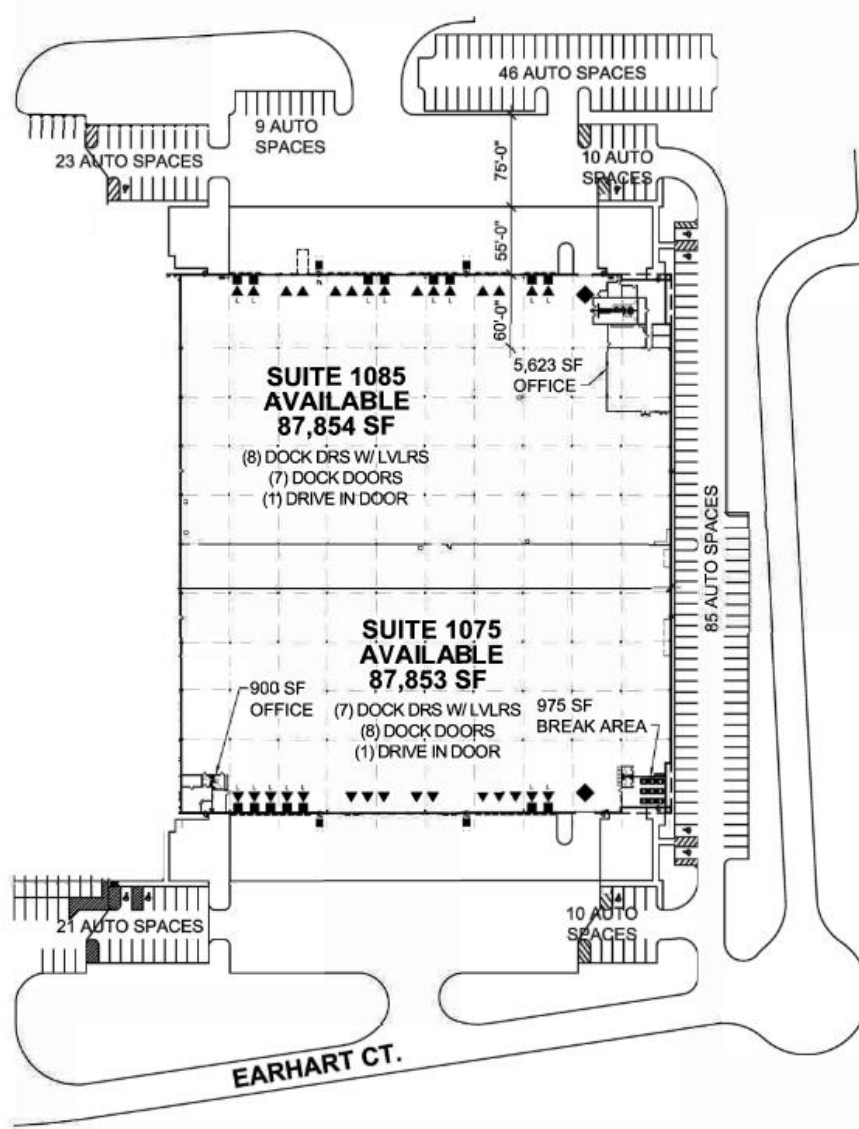 46 AUTO SPACES
9 AUTO
SPACES
23 AUTO SPACES
10 AUTO
SPACES
75'-0"
55'-0"
60'-0"
5,623 SF
OFFICE
SUITE 1085
AVAILABLE
87,854 SF
(8) DOCK DRS W/ LVLRS
(7) DOCK DOORS
(1) DRIVE IN DOOR
85 AUTO SPACES
SUITE 1075
AVAILABLE
87,853 SF
(7) DOCK DRS W/ LVLRS
(8) DOCK DOORS
(1) DRIVE IN DOOR
900 SF
OFFICE
975 SF
BREAK AREA
21 AUTO SPACES
10 AUTO
SPACES
EARHART CT.